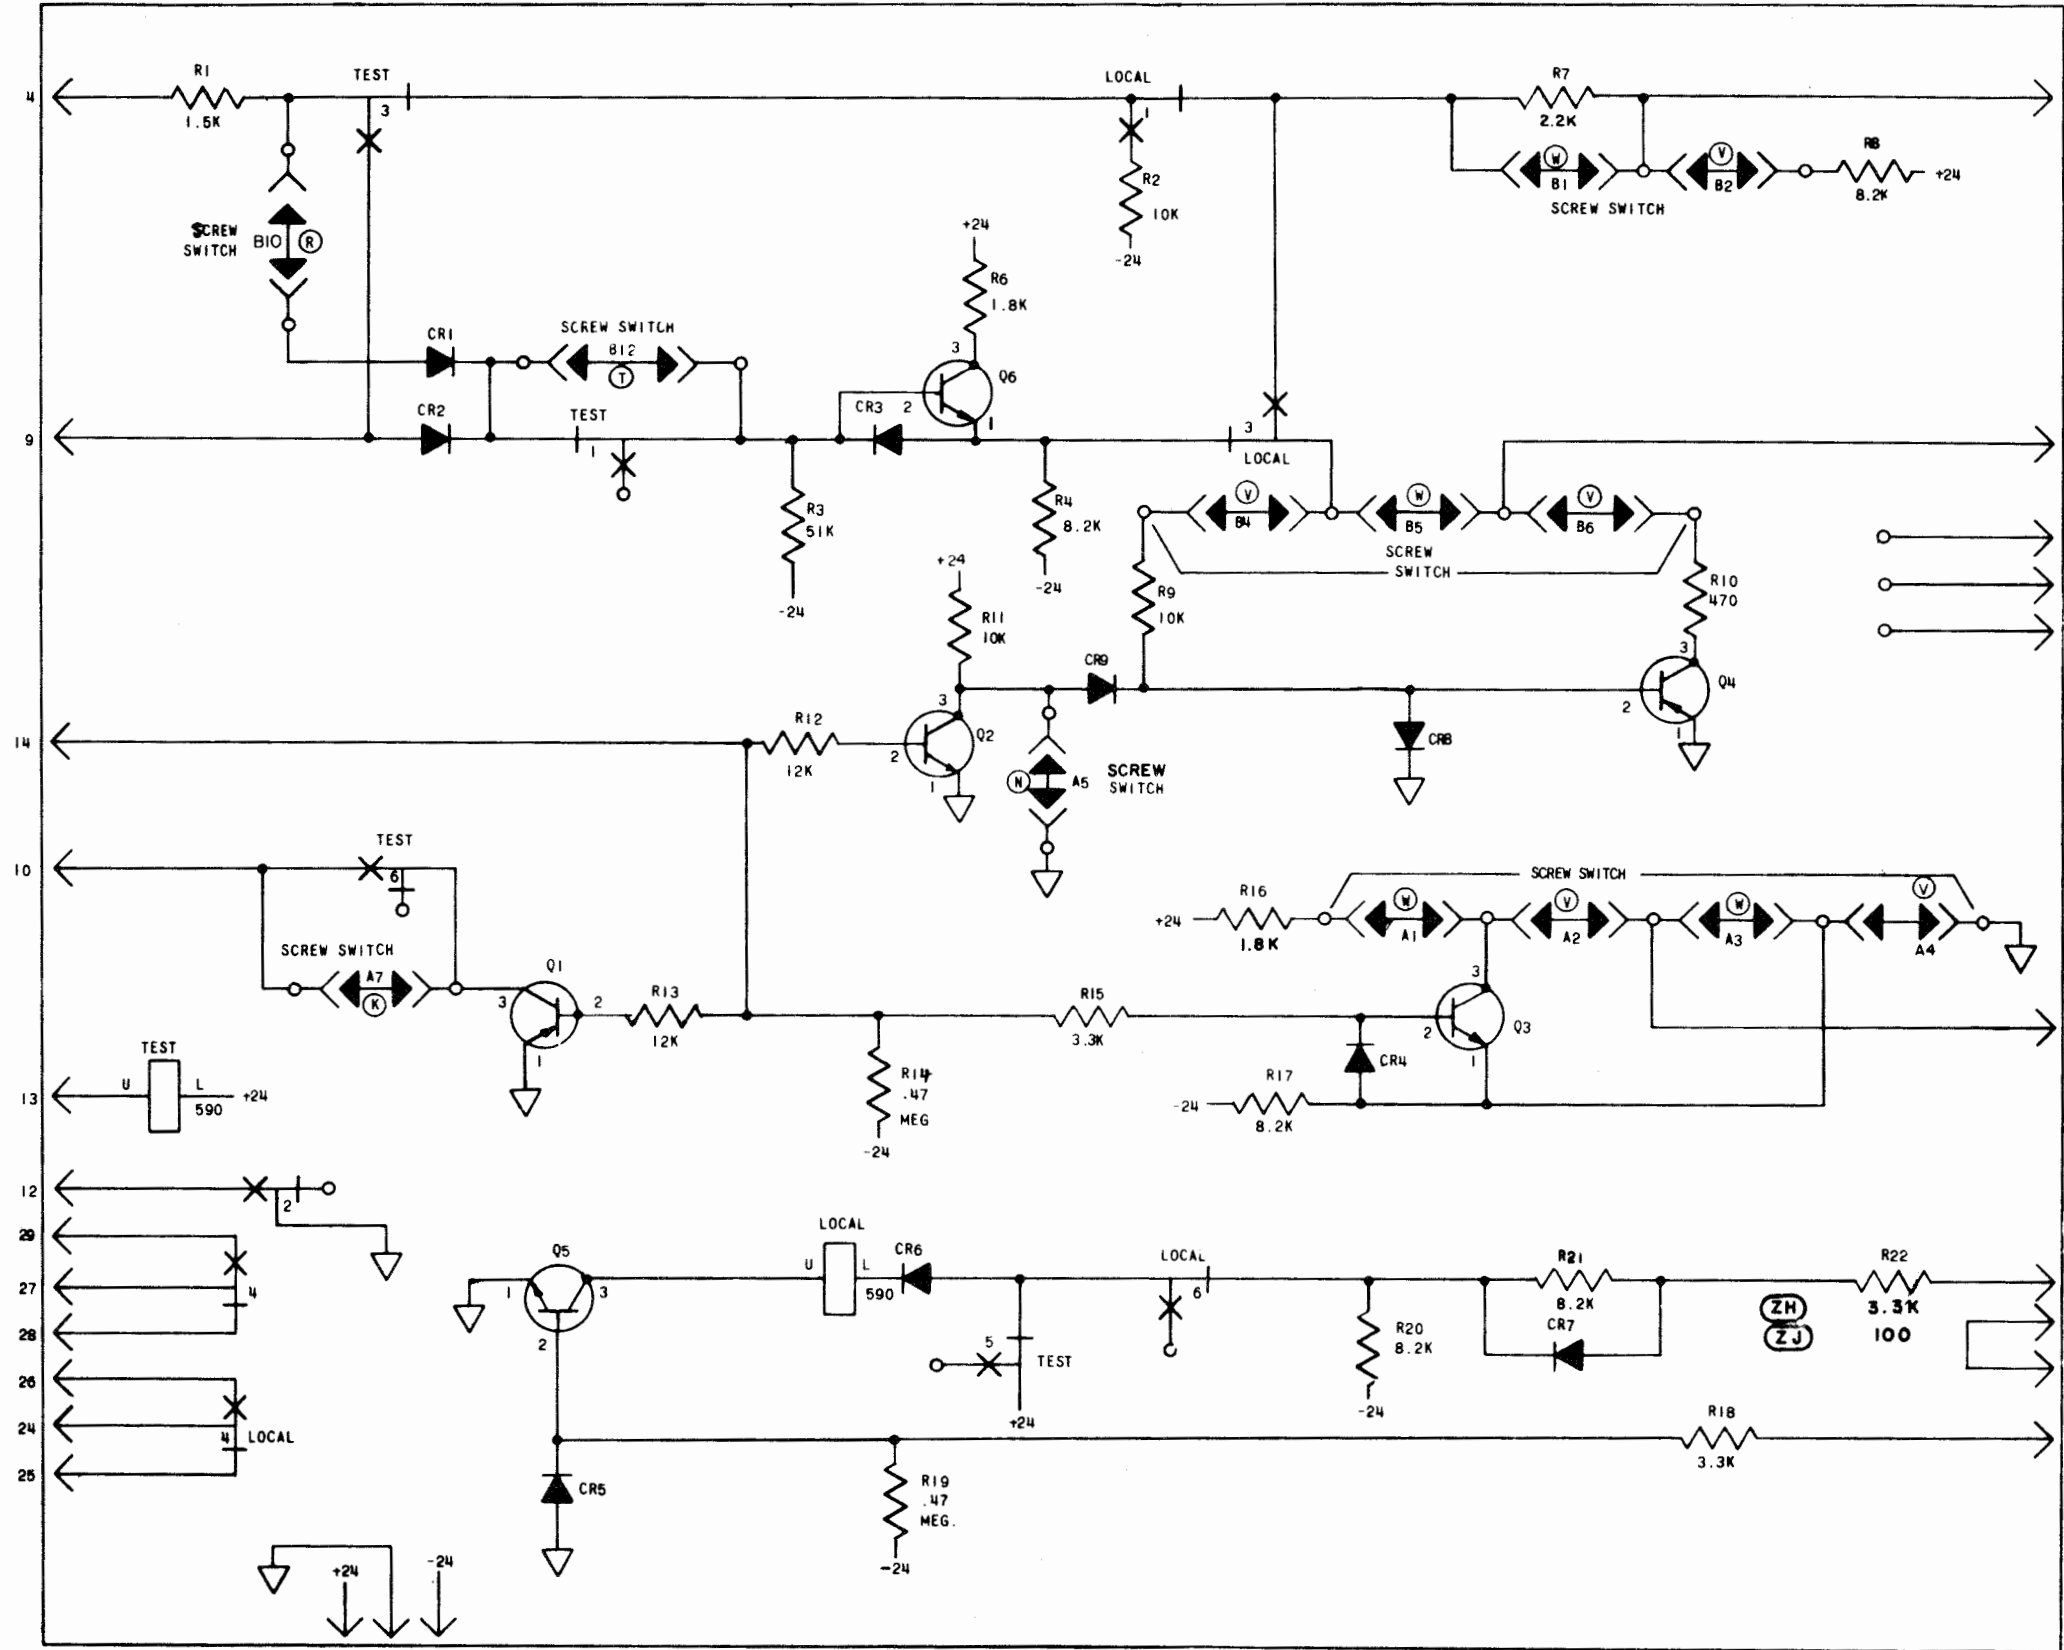 4
R1
1.5K
TEST
3
LOCAL
1
R2
10K
-24
R7
2.2K
W
B1
V
B2
SCREW SWITCH
R8
8.2K
+24
SCREW
SWITCH
B10
R
+24
R6
1.8K
3
Q6
2
1
CR1
SCREW SWITCH
B12
T
9
CR2
TEST
1
CR3
3
LOCAL
R3
51K
-24
R4
8.2K
-24
V
B4
W
B5
V
B6
SCREW
SWITCH
R9
10K
R10
470
+24
R11
10K
CR9
3
Q4
2
1
CR8
14
R12
12K
3
Q2
2
1
N
A5
SCREW
SWITCH
10
TEST
6
SCREW SWITCH
A7
K
Q1
3
2
1
R13
12K
R14
.47
MEG
-24
R15
3.3K
+24
R16
1.8K
SCREW SWITCH
W
A1
V
A2
W
A3
V
A4
3
Q3
2
1
CR4
-24
R17
8.2K
13
TEST
U
L
590
+24
12
2
29
27
4
28
26
24
4
LOCAL
25
Q5
1
3
2
LOCAL
U
L
590
CR6
5
TEST
+24
LOCAL
6
R20
8.2K
-24
R21
8.2K
CR7
R22
ZH
3.31K
ZJ
100
R18
3.3K
CR5
R19
.47
MEG.
-24
+24
-24